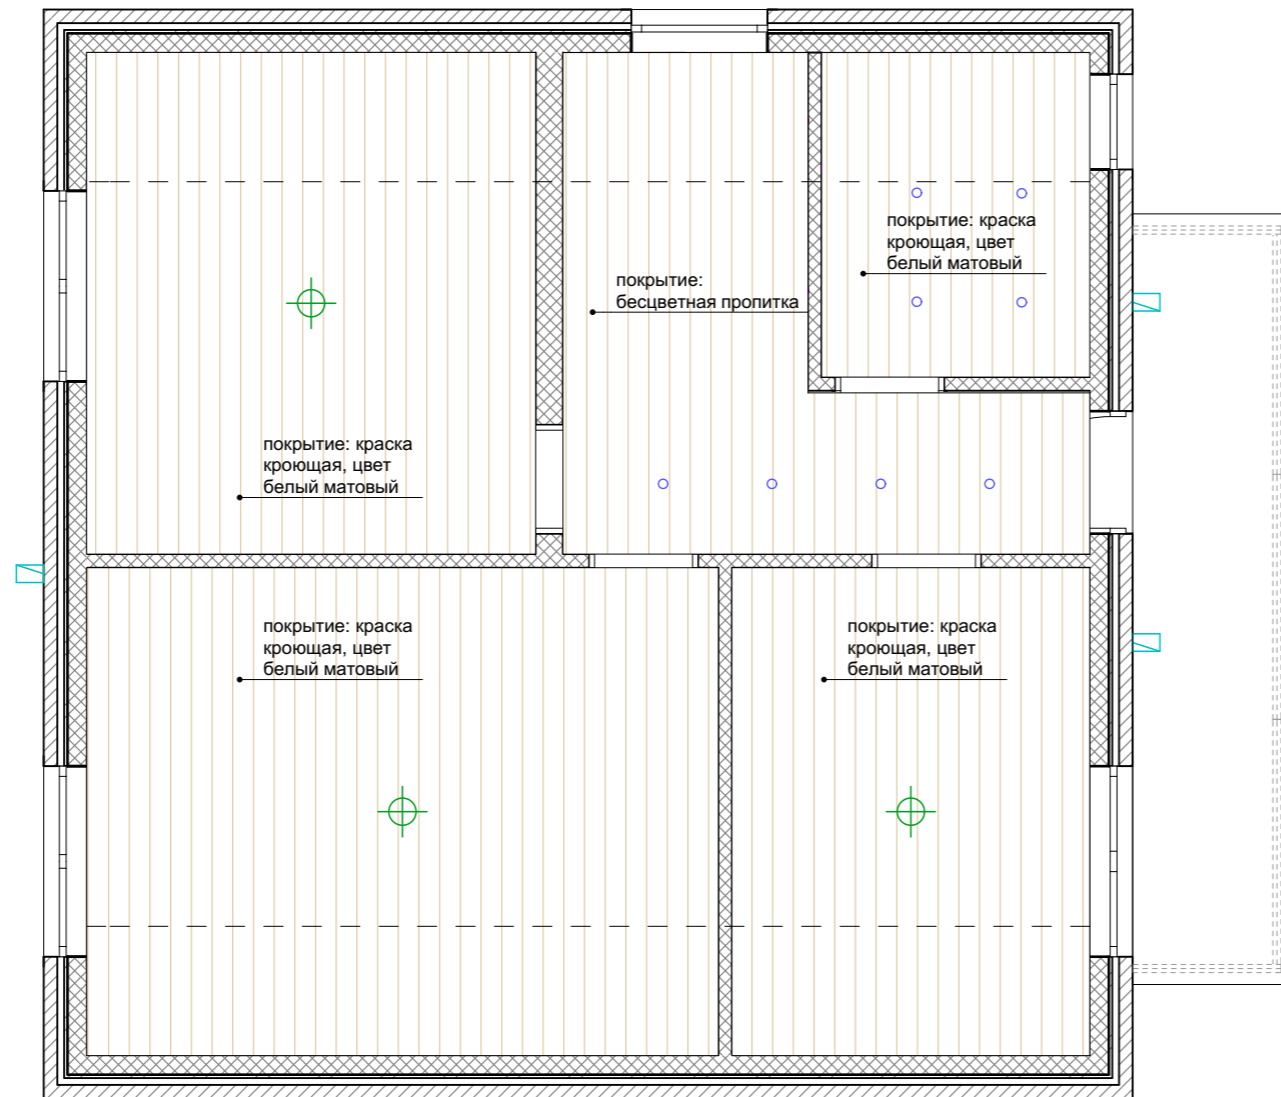 покрытие: краска
кроющая, цвет
белый матовый
покрытие:
бесцветная пропитка
покрытие: краска
кроющая, цвет
белый матовый
покрытие: краска
кроющая, цвет
белый матовый
покрытие: краска
кроющая, цвет
белый матовый